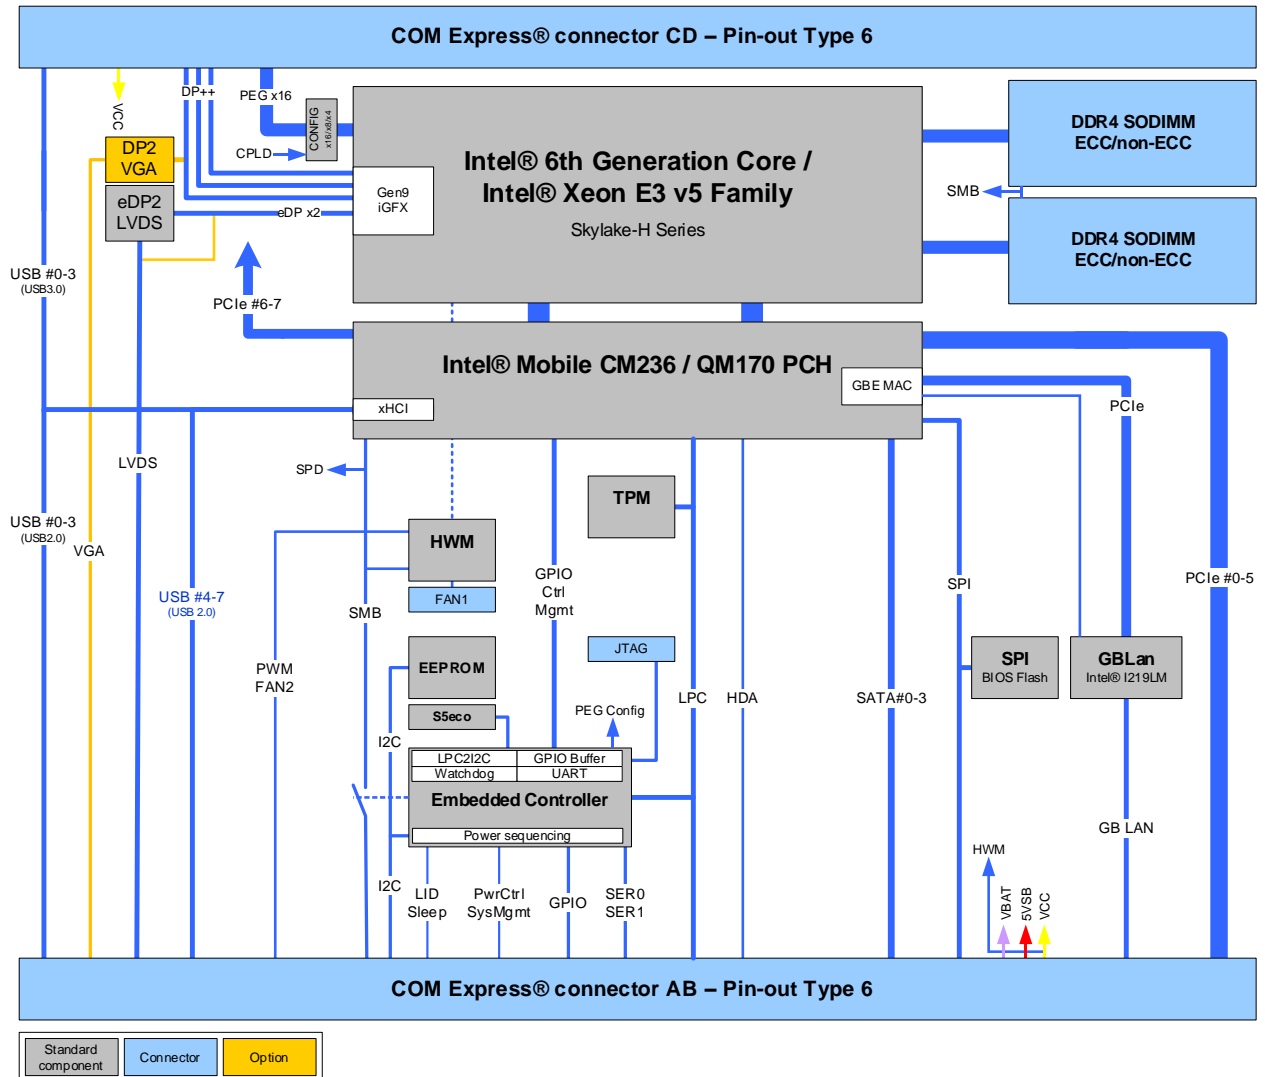 COM Express® connector CD – Pin-out Type 6
DP++
PEG x16
VCC
CONFIG
x16/x8/x4
CPLD
DP2
VGA
eDP2
LVDS
eDP x2
Gen9
iGFX
Intel® 6th Generation Core /
Intel® Xeon E3 v5 Family
Skylake-H Series
DDR4 SODIMM
ECC/non-ECC
SMB
DDR4 SODIMM
ECC/non-ECC
USB #0-3
(USB3.0)
PCIe #6-7
Intel® Mobile CM236 / QM170 PCH
GBE MAC
xHCI
PCIe
LVDS
SPD
TPM
USB #0-3
(USB2.0)
VGA
HWM
FAN1
GPIO
Ctrl
Mgmt
SPI
PCIe #0-5
USB #4-7
(USB 2.0)
SMB
JTAG
PWM
FAN2
EEPROM
SPI
BIOS Flash
GBLan
Intel® I219LM
S5eco
PEG Config
LPC
HDA
SATA#0-3
I2C
LPC2I2C
GPIO Buffer
Watchdog
UART
Embedded Controller
Power sequencing
GB LAN
HWM
I2C
LID
Sleep
PwrCtrl
SysMgmt
GPIO
SER0
SER1
VBAT
5VSB
VCC
COM Express® connector AB – Pin-out Type 6
Standard
component
Connector
Option